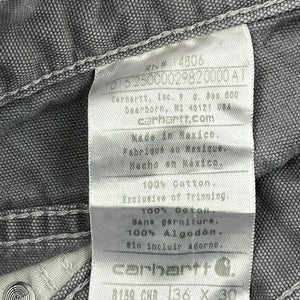 RN# 14806
Carhartt, Inc. P. O. Box 600
Dearborn, MI 48121 USA
carhartt.com
Made in Mexico.
Fabriqué au Mexique.
Hecho en México.
100% Cotton.
Exclusive of Trimming.
100% Coton.
Sans garniture.
100% Algodón.
Sin incluir adorno.
carhartt
B159 CHR 36 X 30